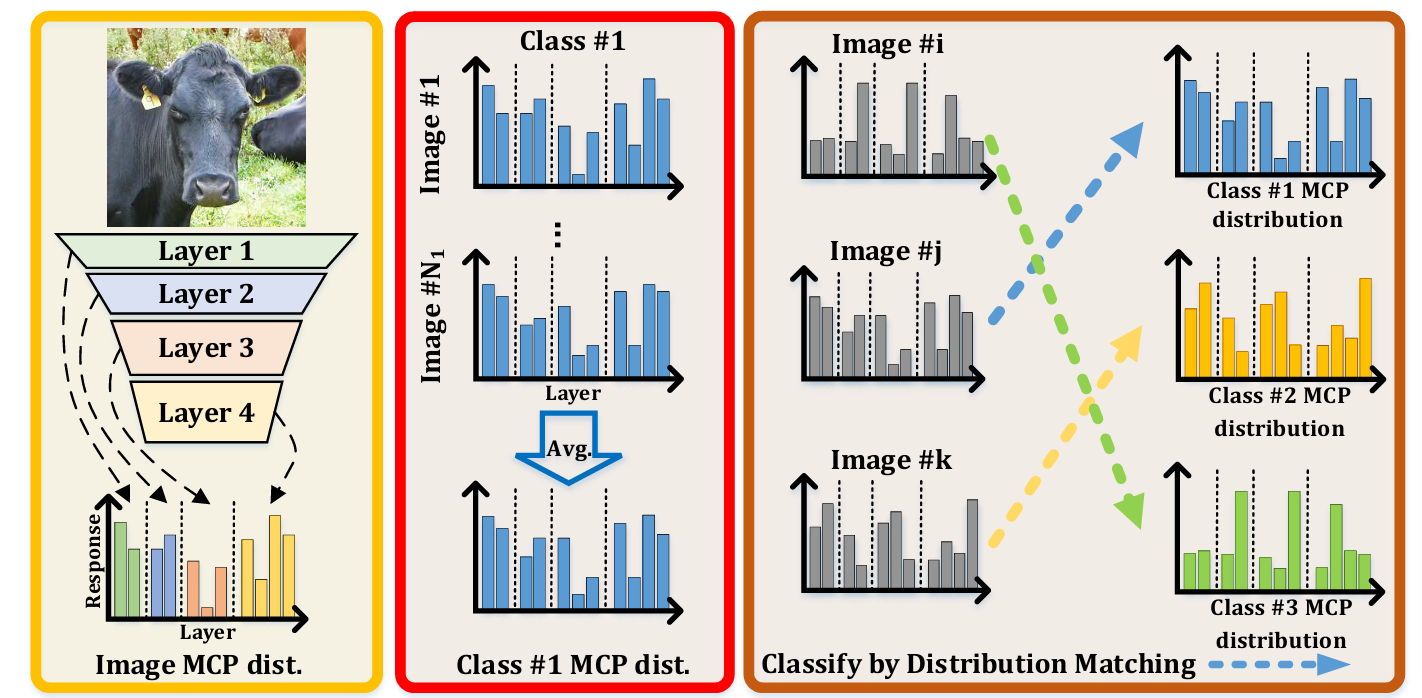 Layer 1
Layer 2
Layer 3
Layer 4
Response
Layer
Image MCP dist.
Class #1
Image #1
...
Image #N₁
Layer
Avg.
Class #1 MCP dist.
Image #i
Image #j
Image #k
Class #1 MCP
distribution
Class #2 MCP
distribution
Class #3 MCP
distribution
Classify by Distribution Matching